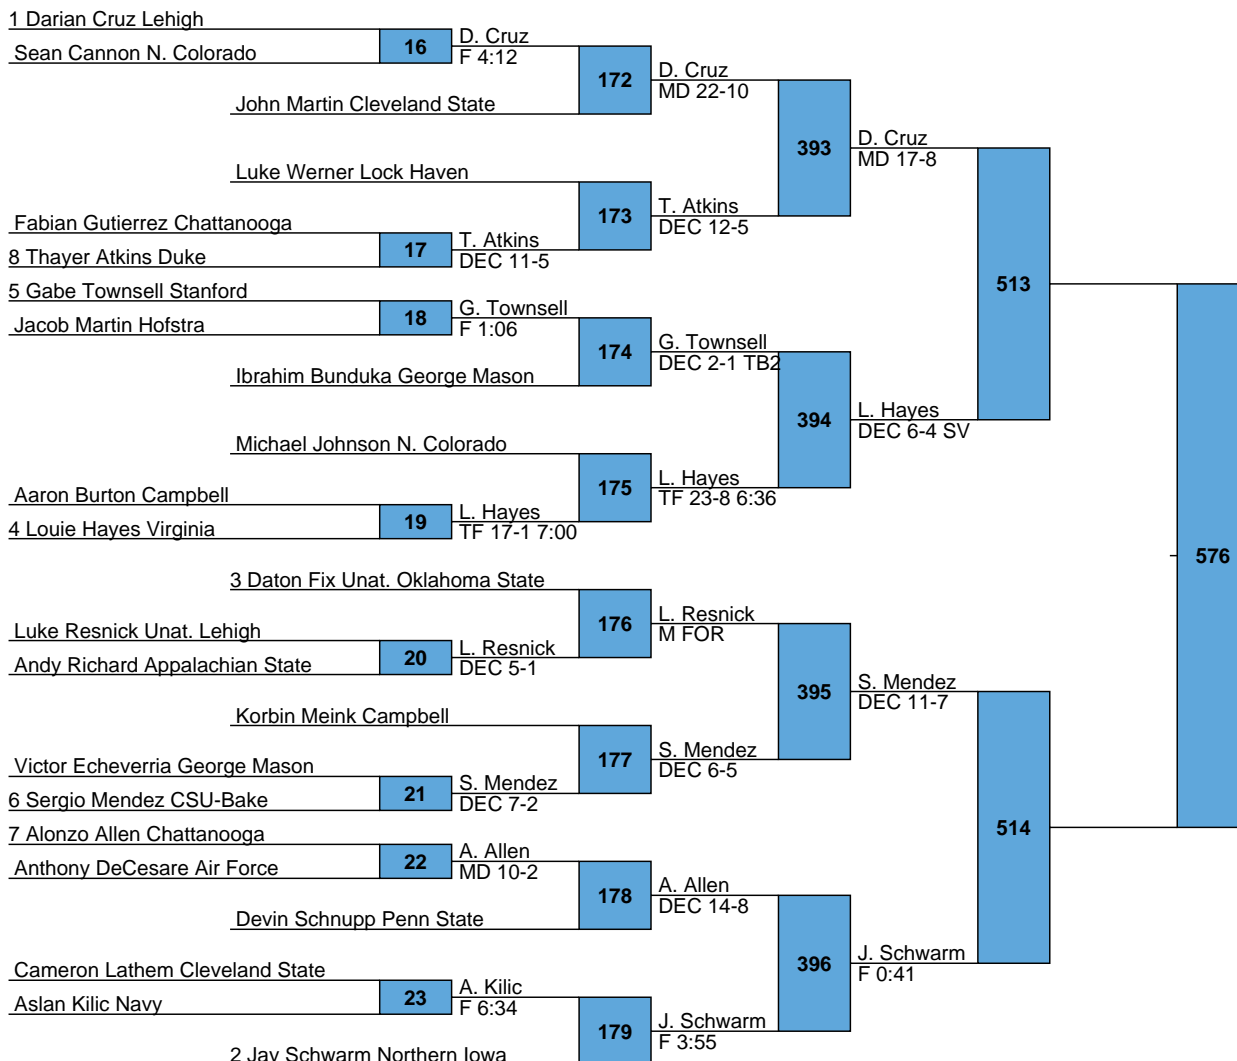 1 Darian Cruz Lehigh
Sean Cannon N. Colorado
16
D. Cruz
F 4:12
John Martin Cleveland State
172
D. Cruz
MD 22-10
Luke Werner Lock Haven
Fabian Gutierrez Chattanooga
8 Thayer Atkins Duke
17
T. Atkins
DEC 11-5
173
T. Atkins
DEC 12-5
393
D. Cruz
MD 17-8
5 Gabe Townsell Stanford
Jacob Martin Hofstra
18
G. Townsell
F 1:06
Ibrahim Bunduka George Mason
174
G. Townsell
DEC 2-1 TB2
Michael Johnson N. Colorado
Aaron Burton Campbell
4 Louie Hayes Virginia
19
L. Hayes
TF 17-1 7:00
175
L. Hayes
TF 23-8 6:36
394
L. Hayes
DEC 6-4 SV
513
3 Daton Fix Unat. Oklahoma State
Luke Resnick Unat. Lehigh
Andy Richard Appalachian State
20
L. Resnick
DEC 5-1
176
L. Resnick
M FOR
Korbin Meink Campbell
Victor Echeverria George Mason
6 Sergio Mendez CSU-Bake
21
S. Mendez
DEC 7-2
177
S. Mendez
DEC 6-5
395
S. Mendez
DEC 11-7
7 Alonzo Allen Chattanooga
Anthony DeCesare Air Force
22
A. Allen
MD 10-2
Devin Schnupp Penn State
178
A. Allen
DEC 14-8
Cameron Lathem Cleveland State
Aslan Kilic Navy
23
A. Kilic
F 6:34
2 Jay Schwarm Northern Iowa
179
J. Schwarm
F 3:55
396
J. Schwarm
F 0:41
514
576